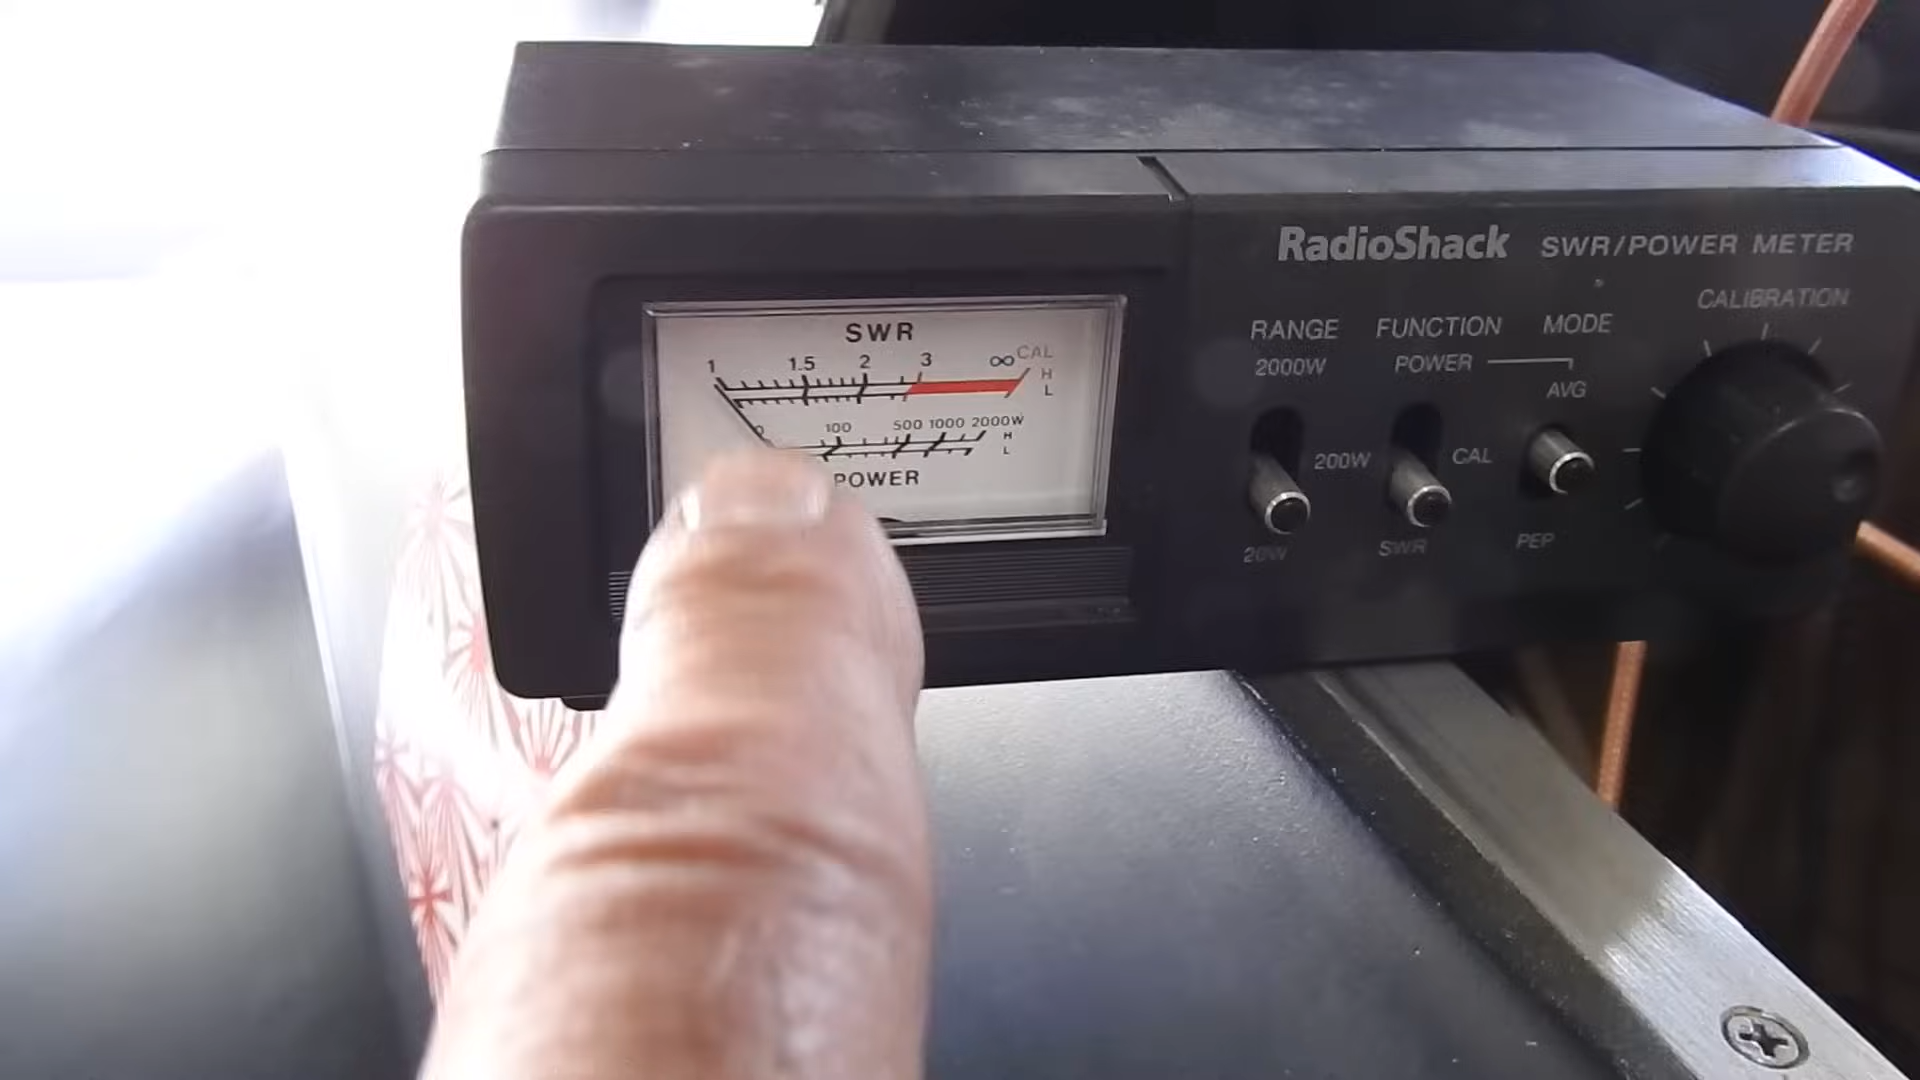 SWR
1 1.5 2 3 ∞ CAL
H
L
0 100 500 1000 2000W
H
L
POWER
RadioShack SWR/POWER METER
CALIBRATION
RANGE FUNCTION MODE
2000W POWER
AVG
200W CAL
20W SWR PEP